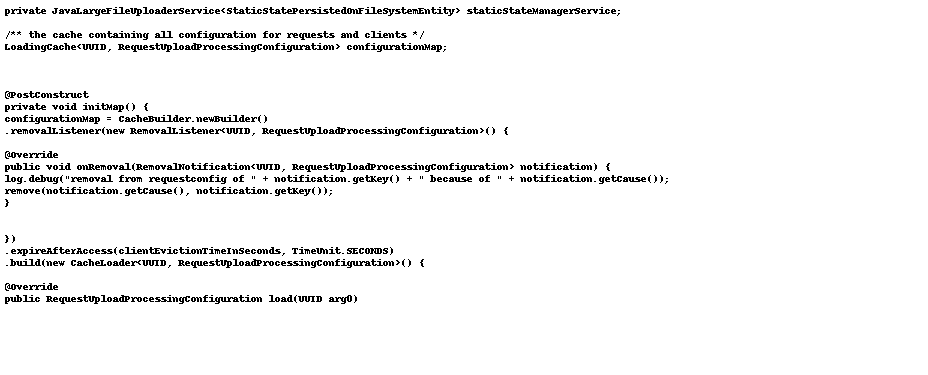 private JavaLargeFileUploaderService<StaticStatePersistedOnFileSystemEntity> staticStateManagerService;
/** the cache containing all configuration for requests and clients */
LoadingCache<UUID, RequestUploadProcessingConfiguration> configurationMap;
@PostConstruct
private void initMap() {
configurationMap = CacheBuilder.newBuilder()
.removalListener(new RemovalListener<UUID, RequestUploadProcessingConfiguration>() {
@Override
public void onRemoval(RemovalNotification<UUID, RequestUploadProcessingConfiguration> notification) {
log.debug("removal from requestconfig of " + notification.getKey() + " because of " + notification.getCause());
remove(notification.getCause(), notification.getKey());
}
})
.expireAfterAccess(clientEvictionTimeInSeconds, TimeUnit.SECONDS)
.build(new CacheLoader<UUID, RequestUploadProcessingConfiguration>() {
@Override
public RequestUploadProcessingConfiguration load(UUID arg0)